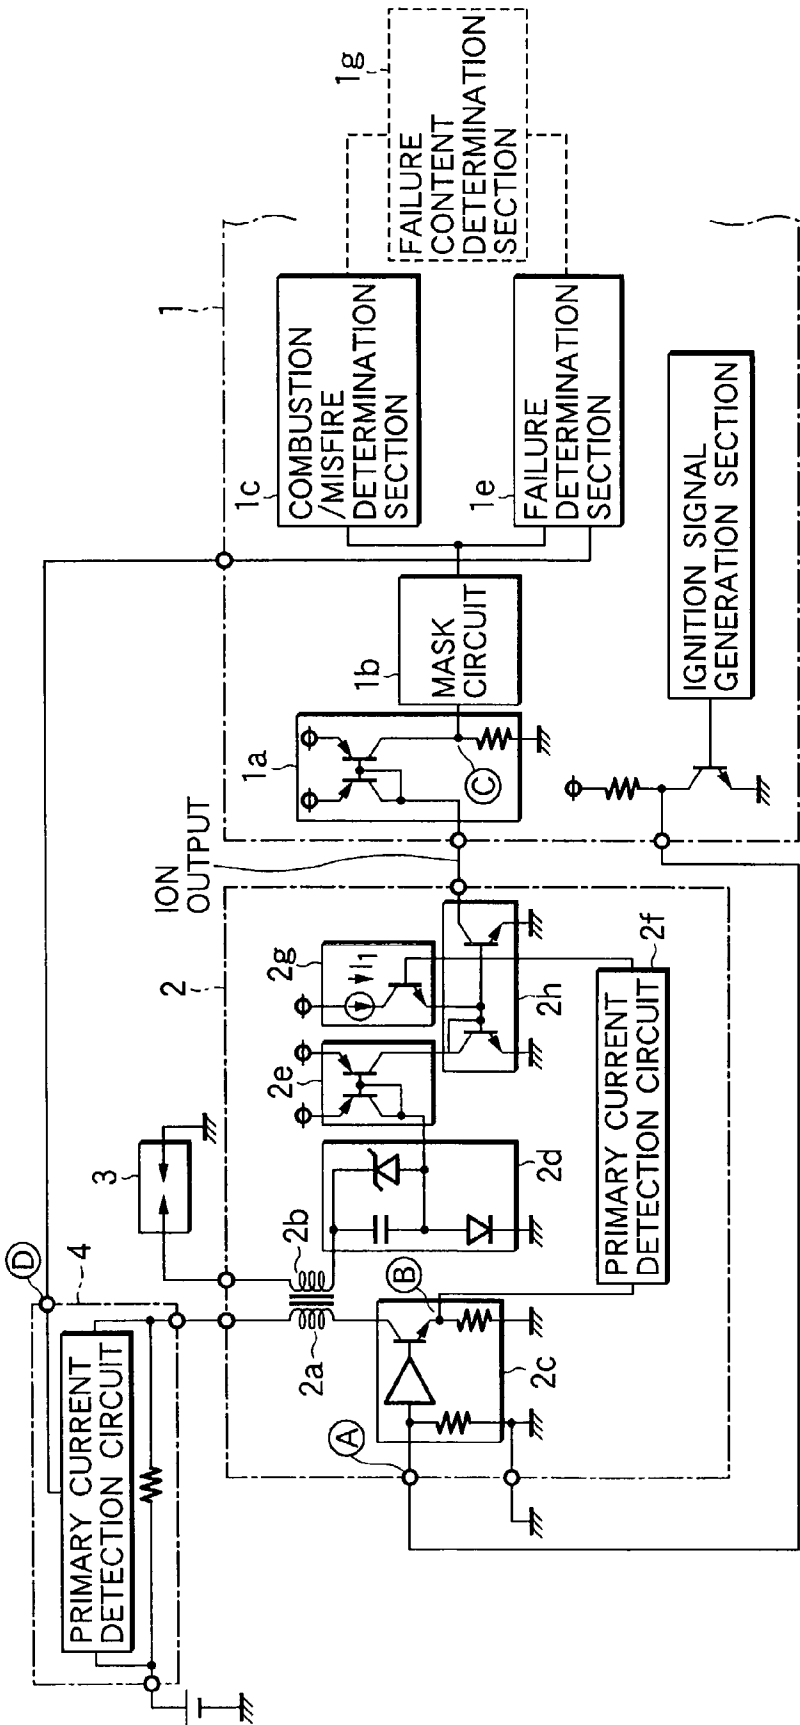 D
4
PRIMARY CURRENT
DETECTION CIRCUIT
3
ION
OUTPUT
1
1g
FAILURE
CONTENT
DETERMINATION
SECTION
1c
COMBUSTION
/MISFIRE
DETERMINATION
SECTION
1e
FAILURE
DETERMINATION
SECTION
1b
MASK
CIRCUIT
1a
C
IGNITION SIGNAL
GENERATION SECTION
2
2a
2b
2c
A
B
2d
2e
2g
I1
2h
2f
PRIMARY CURRENT
DETECTION CIRCUIT